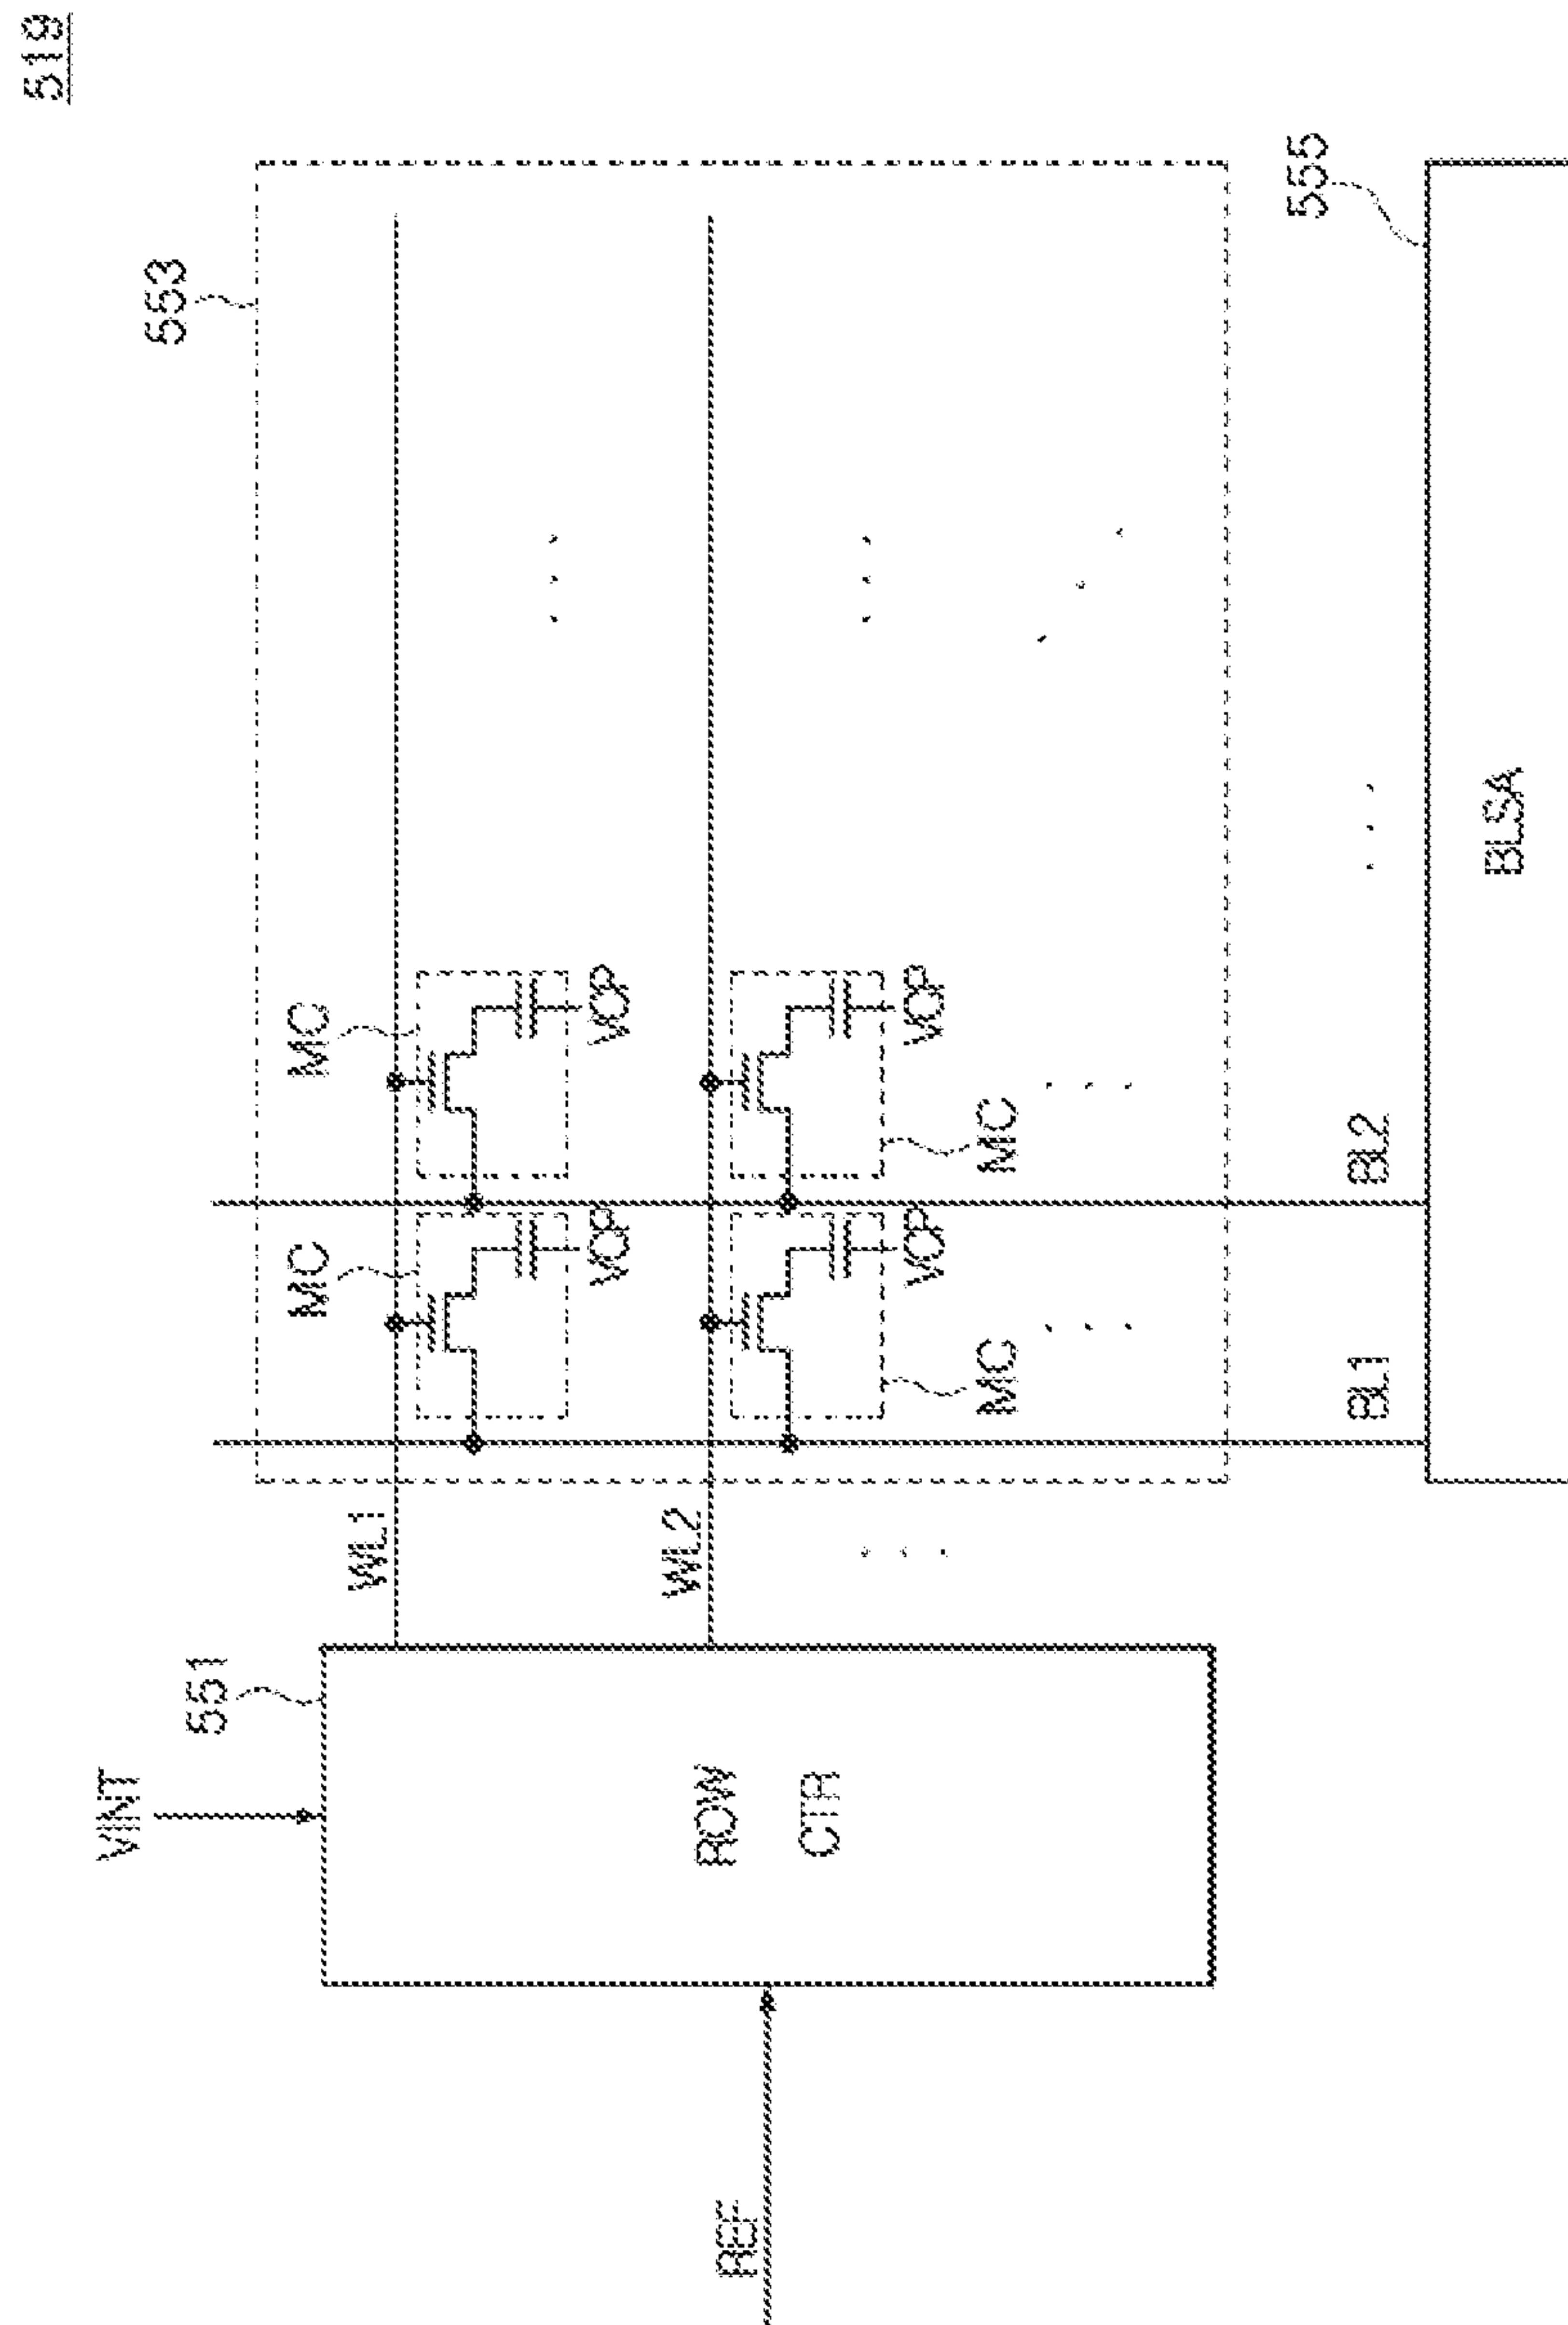 519
553
VINT
551
MC
MC
WL1
VCP
VCP
REF
ROW
CTR
WL2
VCP
VCP
MC
MC
555
BL1
BL2
BLSA